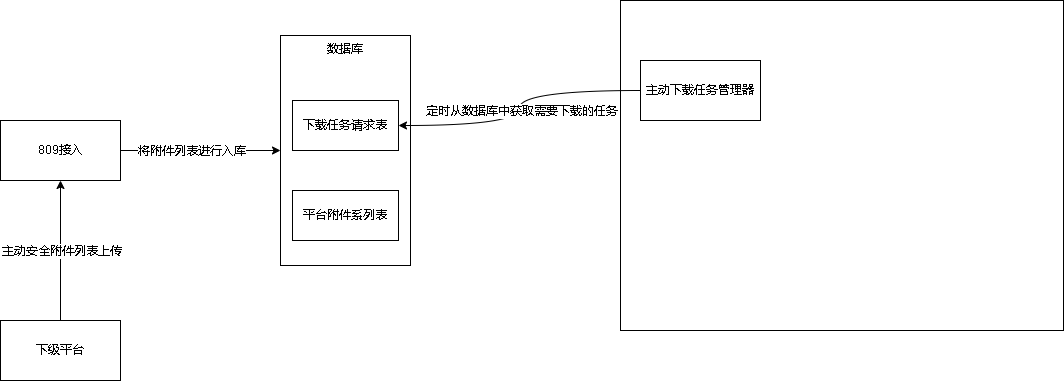 数据库
主动下载任务管理器
定时从数据库中获取需要下载的任务
下载任务请求表
809接入
将附件列表进行入库
平台附件系列表
主动安全附件列表上传
下级平台